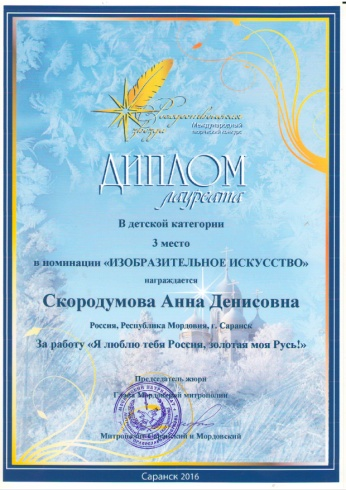 Рождественская
звезда
Международный
творческий конкурс
ДИПЛОМ
лауреата
В детской категории
3 место
в номинации «ИЗОБРАЗИТЕЛЬНОЕ ИСКУССТВО»
награждается
Скородумова Анна Денисовна
Россия, Республика Мордовия, г. Саранск
За работу «Я люблю тебя Россия, золотая моя Русь!»
Председатель жюри
Глава Мордовской митрополии
Митрополит Саранский и Мордовский
Саранск 2016